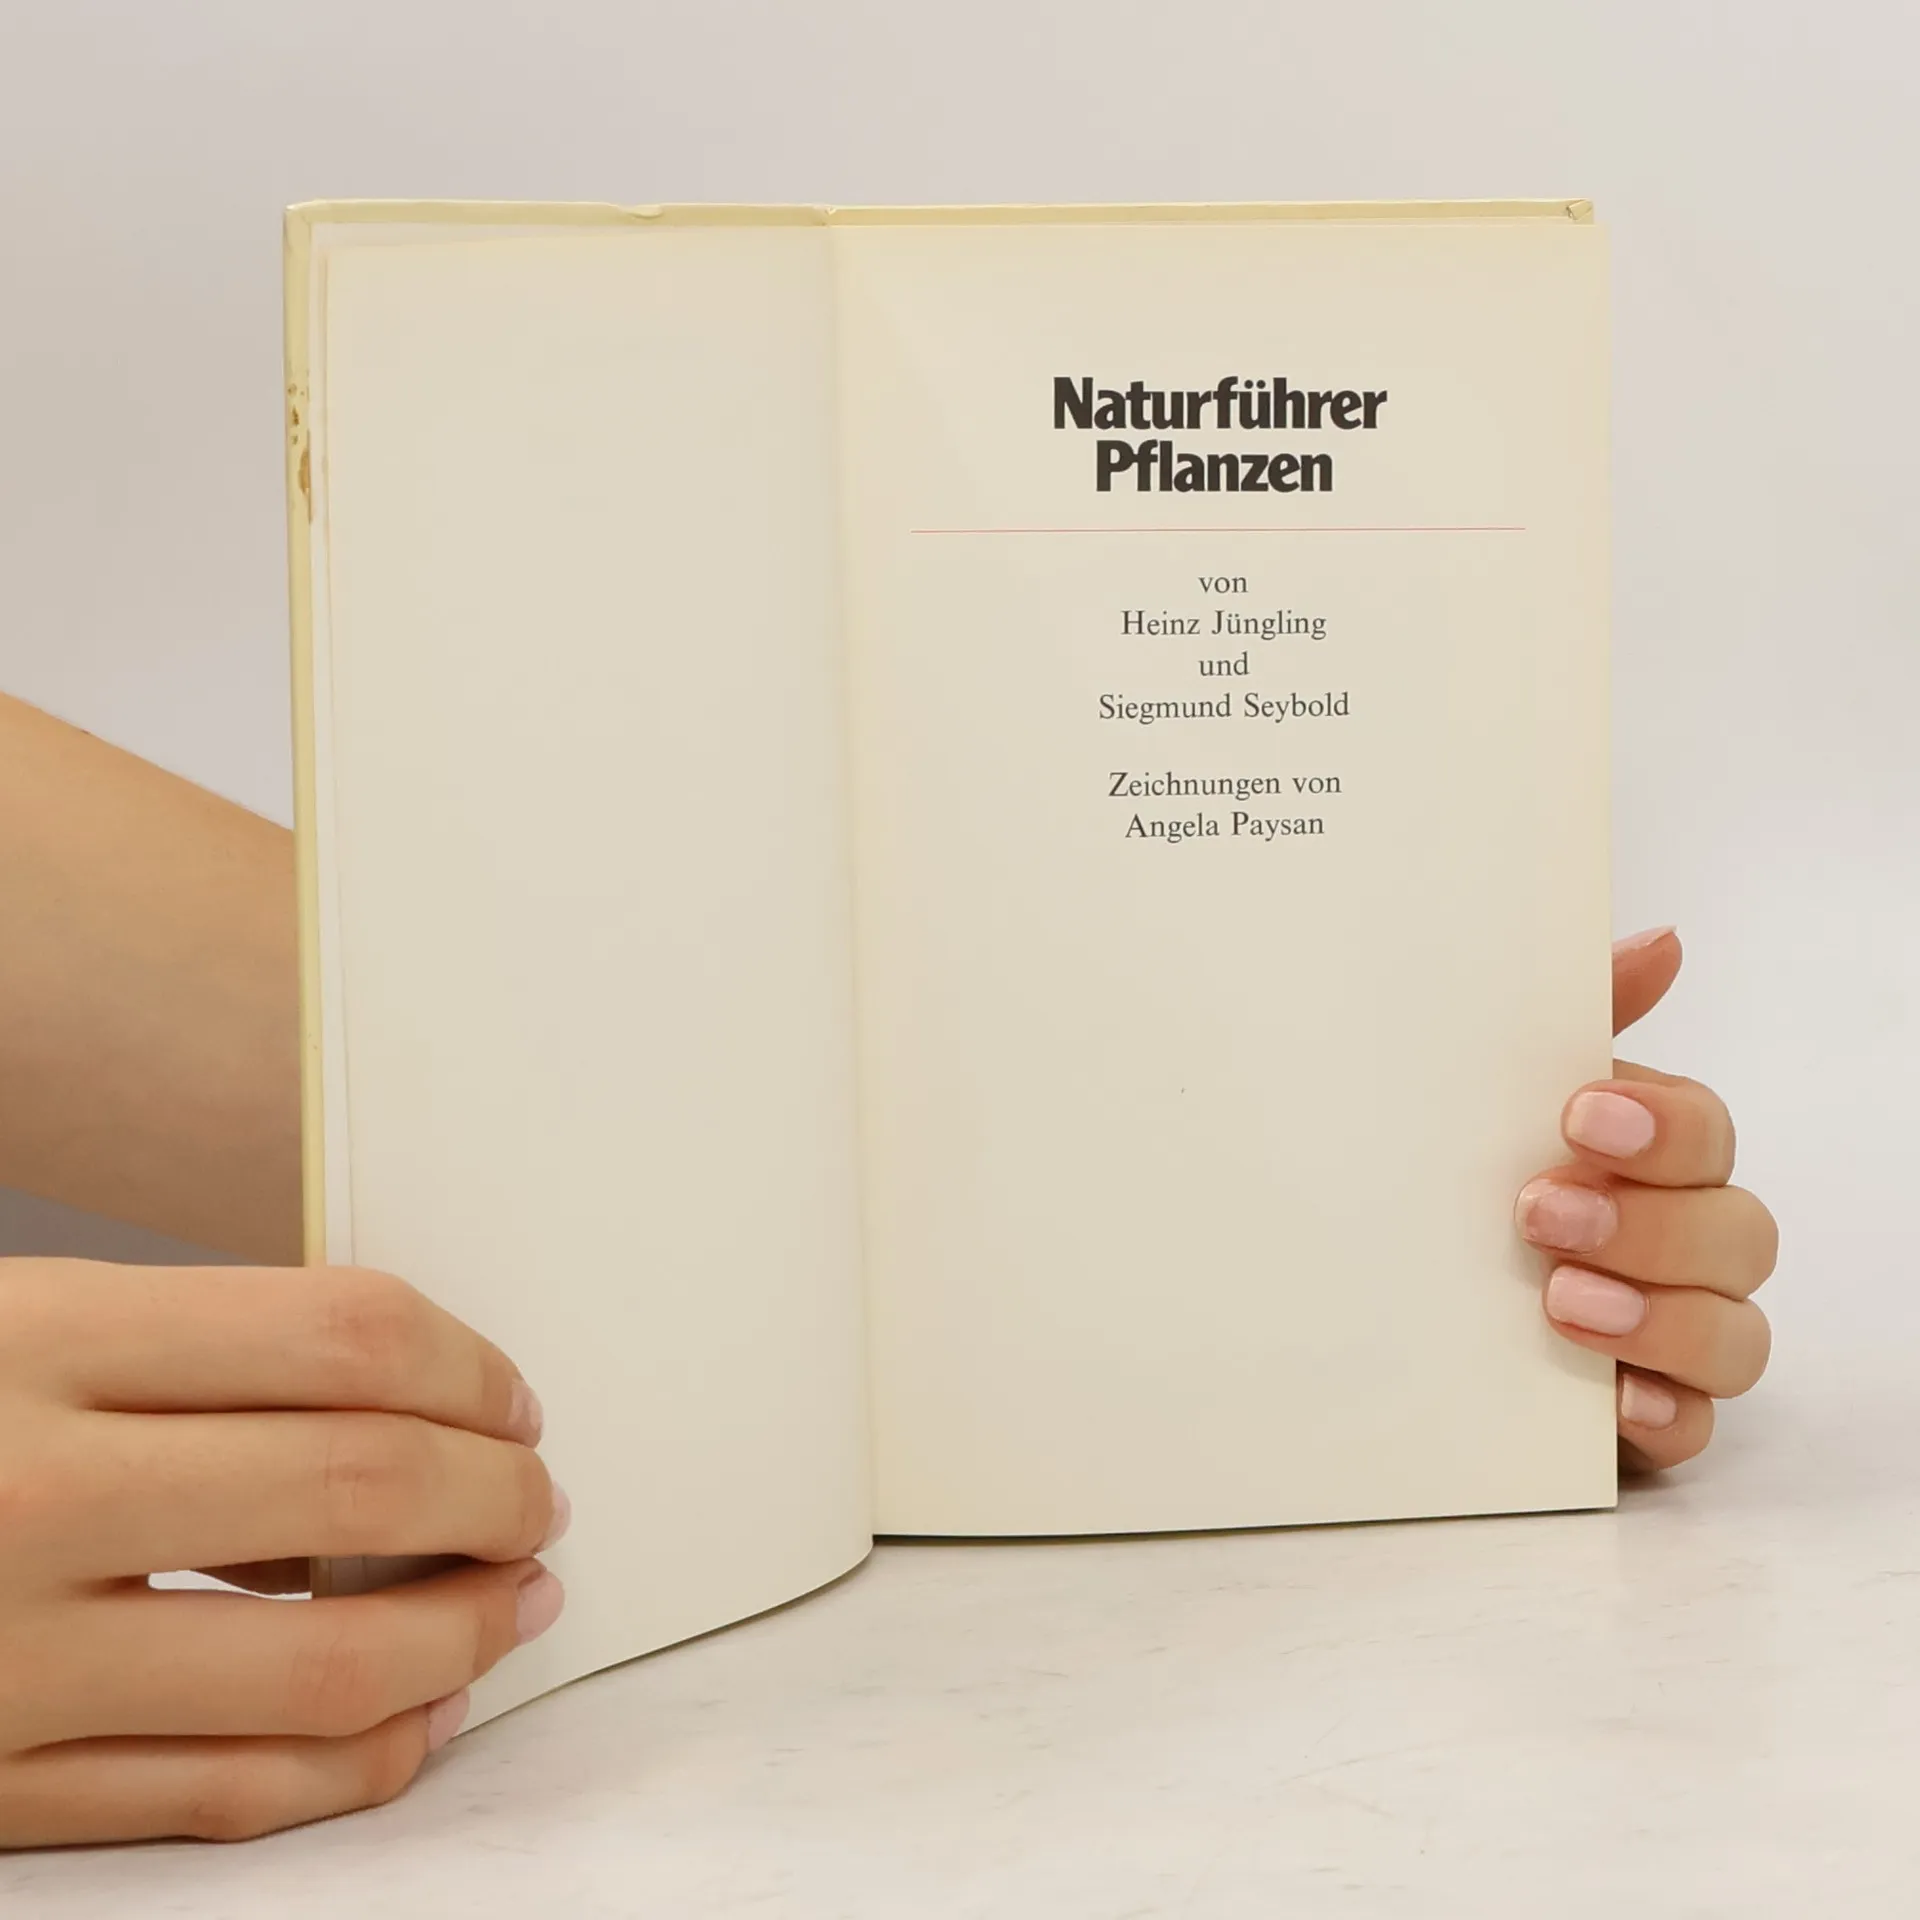 Naturführer
Pflanzen
von
Heinz Jüngling
und
Siegmund Seybold
Zeichnungen von
Angela Paysan